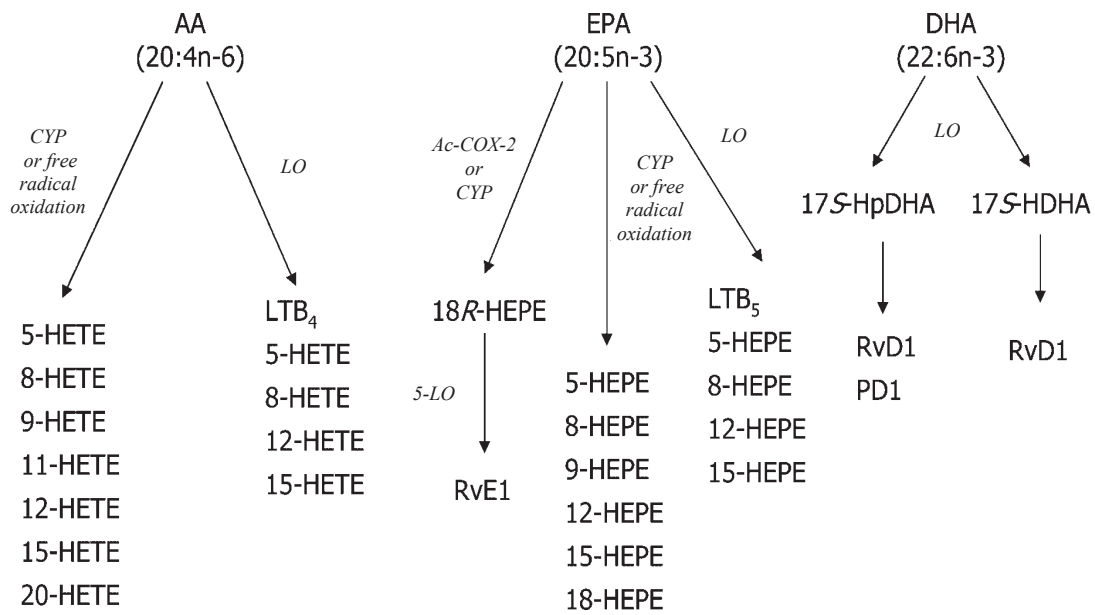 AA
(20:4n-6)
CYP
or free
radical
oxidation
LO
5-HETE
8-HETE
9-HETE
11-HETE
12-HETE
15-HETE
20-HETE
LTB4
5-HETE
8-HETE
12-HETE
15-HETE
EPA
(20:5n-3)
Ac-COX-2
or
CYP
CYP
or free
radical
oxidation
LO
18R-HEPE
5-LO
RvE1
5-HEPE
8-HEPE
9-HEPE
12-HEPE
15-HEPE
18-HEPE
LTB5
5-HEPE
8-HEPE
12-HEPE
15-HEPE
DHA
(22:6n-3)
LO
17S-HpDHA
17S-HDHA
RvD1
PD1
RvD1